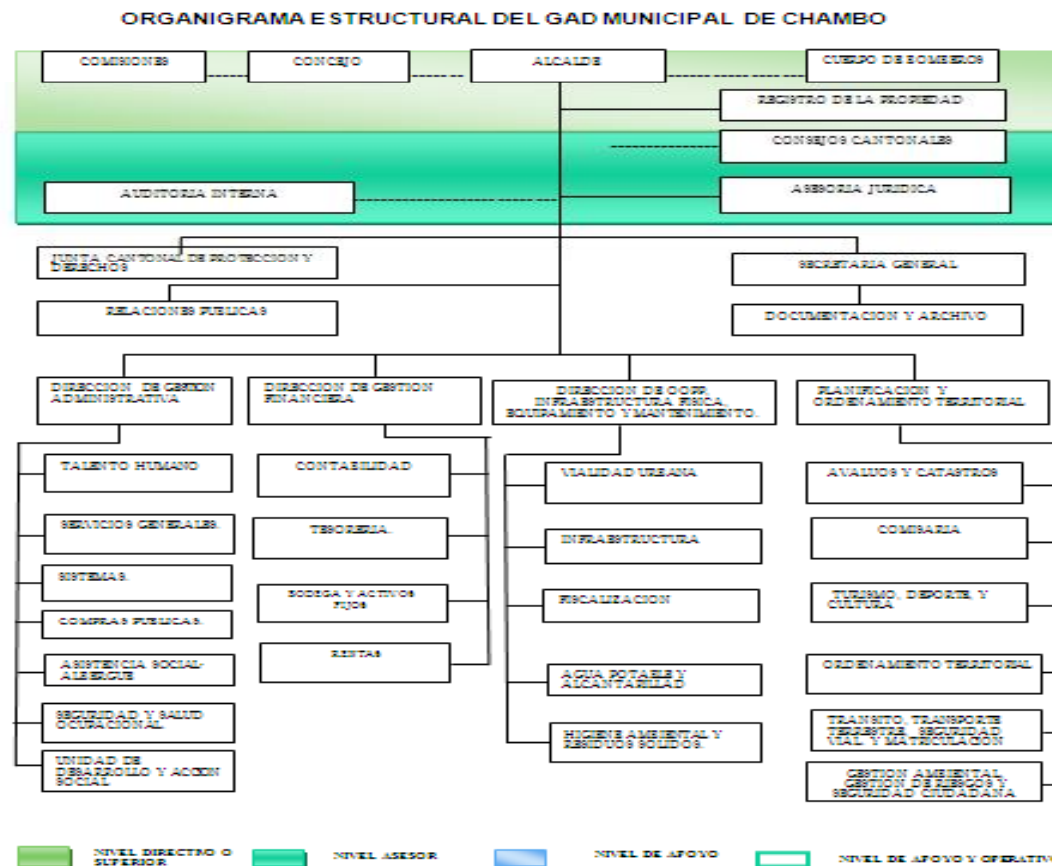 ORGANIGRAMA ESTRUCTURAL DEL GAD MUNICIPAL DE CHAMBO
COMISIONES
CONCEJO
ALCALDE
CUERPO DE BOMBEROS
REGISTRO DE LA PROPIEDAD
CONSEJOS CANTONALES
AUDITORIA INTERNA
ASESORIA JURIDICA
JUNTA CANTONAL DE PROTECCION Y
DERECHOS
SECRETARIA GENERAL
RELACIONES PUBLICAS
DOCUMENTACION Y ARCHIVO
DIRECCION DE GESTION
ADMINISTRATIVA
DIRECCION DE GESTION
FINANCIERA
DIRECCION DE OOPP,
INFRAESTRUCTURA FISICA,
EQUIPAMIENTO Y MANTENIMIENTO.
PLANIFICACION Y
ORDENAMIENTO TERRITORIAL
TALENTO HUMANO
SERVICIOS GENERALES.
SISTEMAS.
COMPRAS PUBLICAS.
ASISTENCIA SOCIAL-
ALBERGUE
SEGURIDAD Y SALUD
OCUPACIONAL
UNIDAD DE
DESARROLLO Y ACCION
SOCIAL
CONTABILIDAD
TESORERIA.
BODEGA Y ACTIVOS
FIJOS
RENTAS
VIALIDAD URBANA
INFRAESTRUCTURA
FISCALIZACION
AGUA POTABLE Y
ALCANTARILLAD
HIGIENE AMBIENTAL Y
RESIDUOS SOLIDOS.
AVALUOS Y CATASTROS
COMISARIA
TURISMO, DEPORTE, Y
CULTURA
ORDENAMIENTO TERRITORIAL
TRANSITO, TRANSPORTE
TERRESTRE, SEGURIDAD
VIAL, Y MATRICULACION
GESTION AMBIENTAL,
GESTION DE RIESGOS Y
SEGURIDAD CIUDADANA
NIVEL DIRECTIVO O
SUPERIOR
NIVEL ASESOR
NIVEL DE APOYO
NIVEL DE APOYO Y OPERATIV